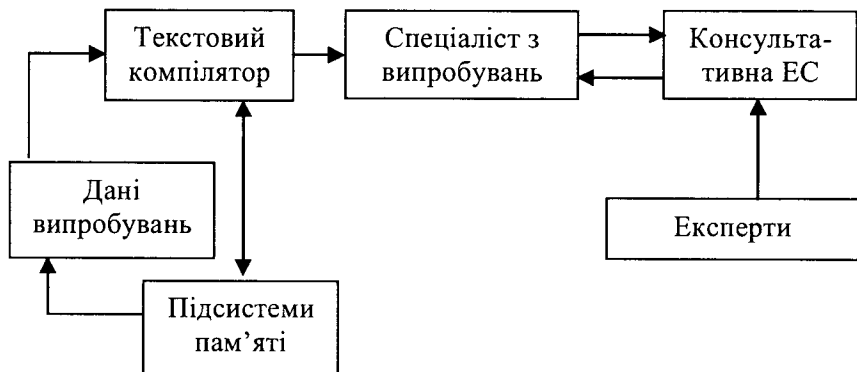 Текстовий
компілятор
Спеціаліст з
випробувань
Консульта-
тивна ЕС
Дані
випробувань
Експерти
Підсистеми
пам’яті